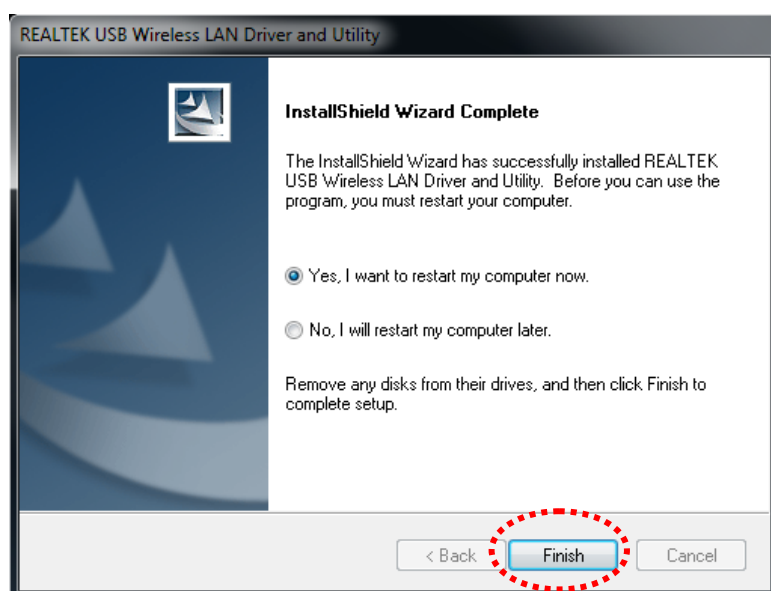 REALTEK USB Wireless LAN Driver and Utility
InstallShield Wizard Complete
The InstallShield Wizard has successfully installed REALTEK
USB Wireless LAN Driver and Utility.  Before you can use the
program, you must restart your computer.
Yes, I want to restart my computer now.
No, I will restart my computer later.
Remove any disks from their drives, and then click Finish to
complete setup.
< Back Finish Cancel